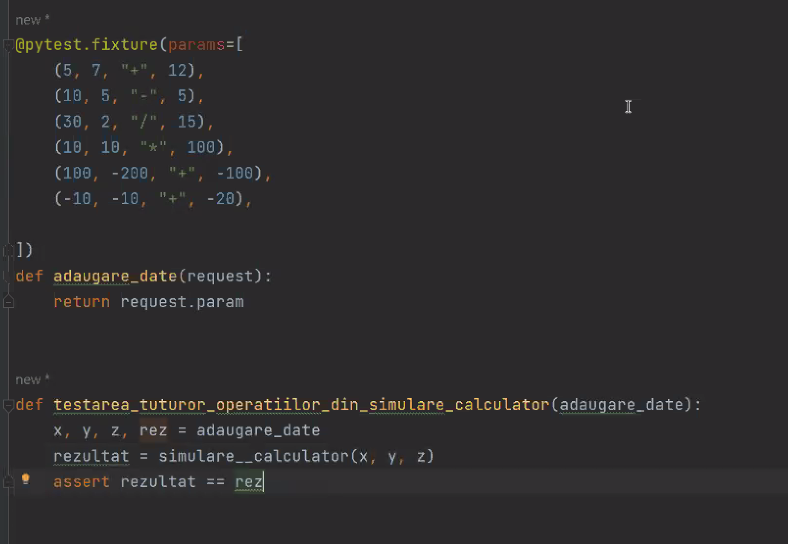 new *
@pytest.fixture(params=[
    (5, 7, "+", 12),
    (10, 5, "-", 5),
    (30, 2, "/", 15),
    (10, 10, "*", 100),
    (100, -200, "+", -100),
    (-10, -10, "+", -20),
])
def adaugare_date(request):
    return request.param
new *
def testarea_tuturor_operatiilor_din_simulare_calculator(adaugare_date):
    x, y, z, rez = adaugare_date
    rezultat = simulare__calculator(x, y, z)
    assert rezultat == rez